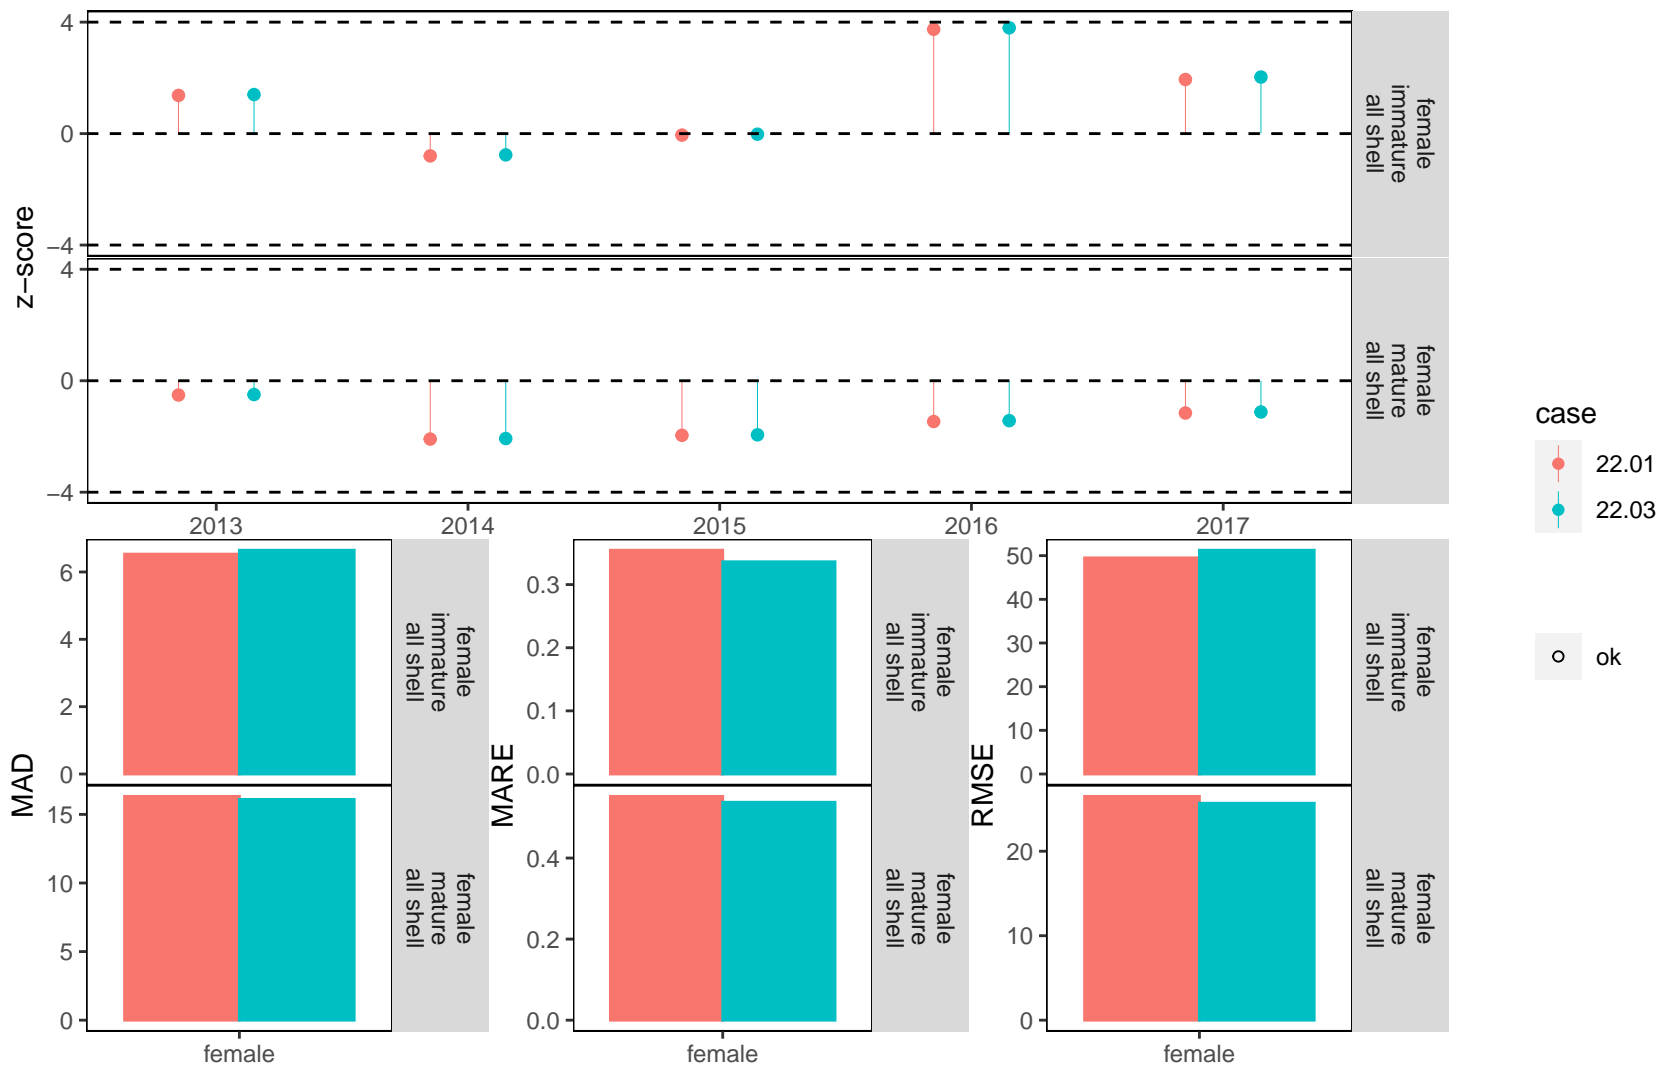 z−score
4
0
−4
female
immature
all shell
4
0
−4
female
mature
all shell
2013
2014
2015
2016
2017
MAD
6
4
2
0
female
immature
all shell
15
10
5
0
female
mature
all shell
female
MARE
0.3
0.2
0.1
0.0
female
immature
all shell
0.4
0.2
0.0
female
mature
all shell
female
RMSE
50
40
30
20
10
0
female
immature
all shell
20
10
0
female
mature
all shell
female
case
22.01
22.03
ok